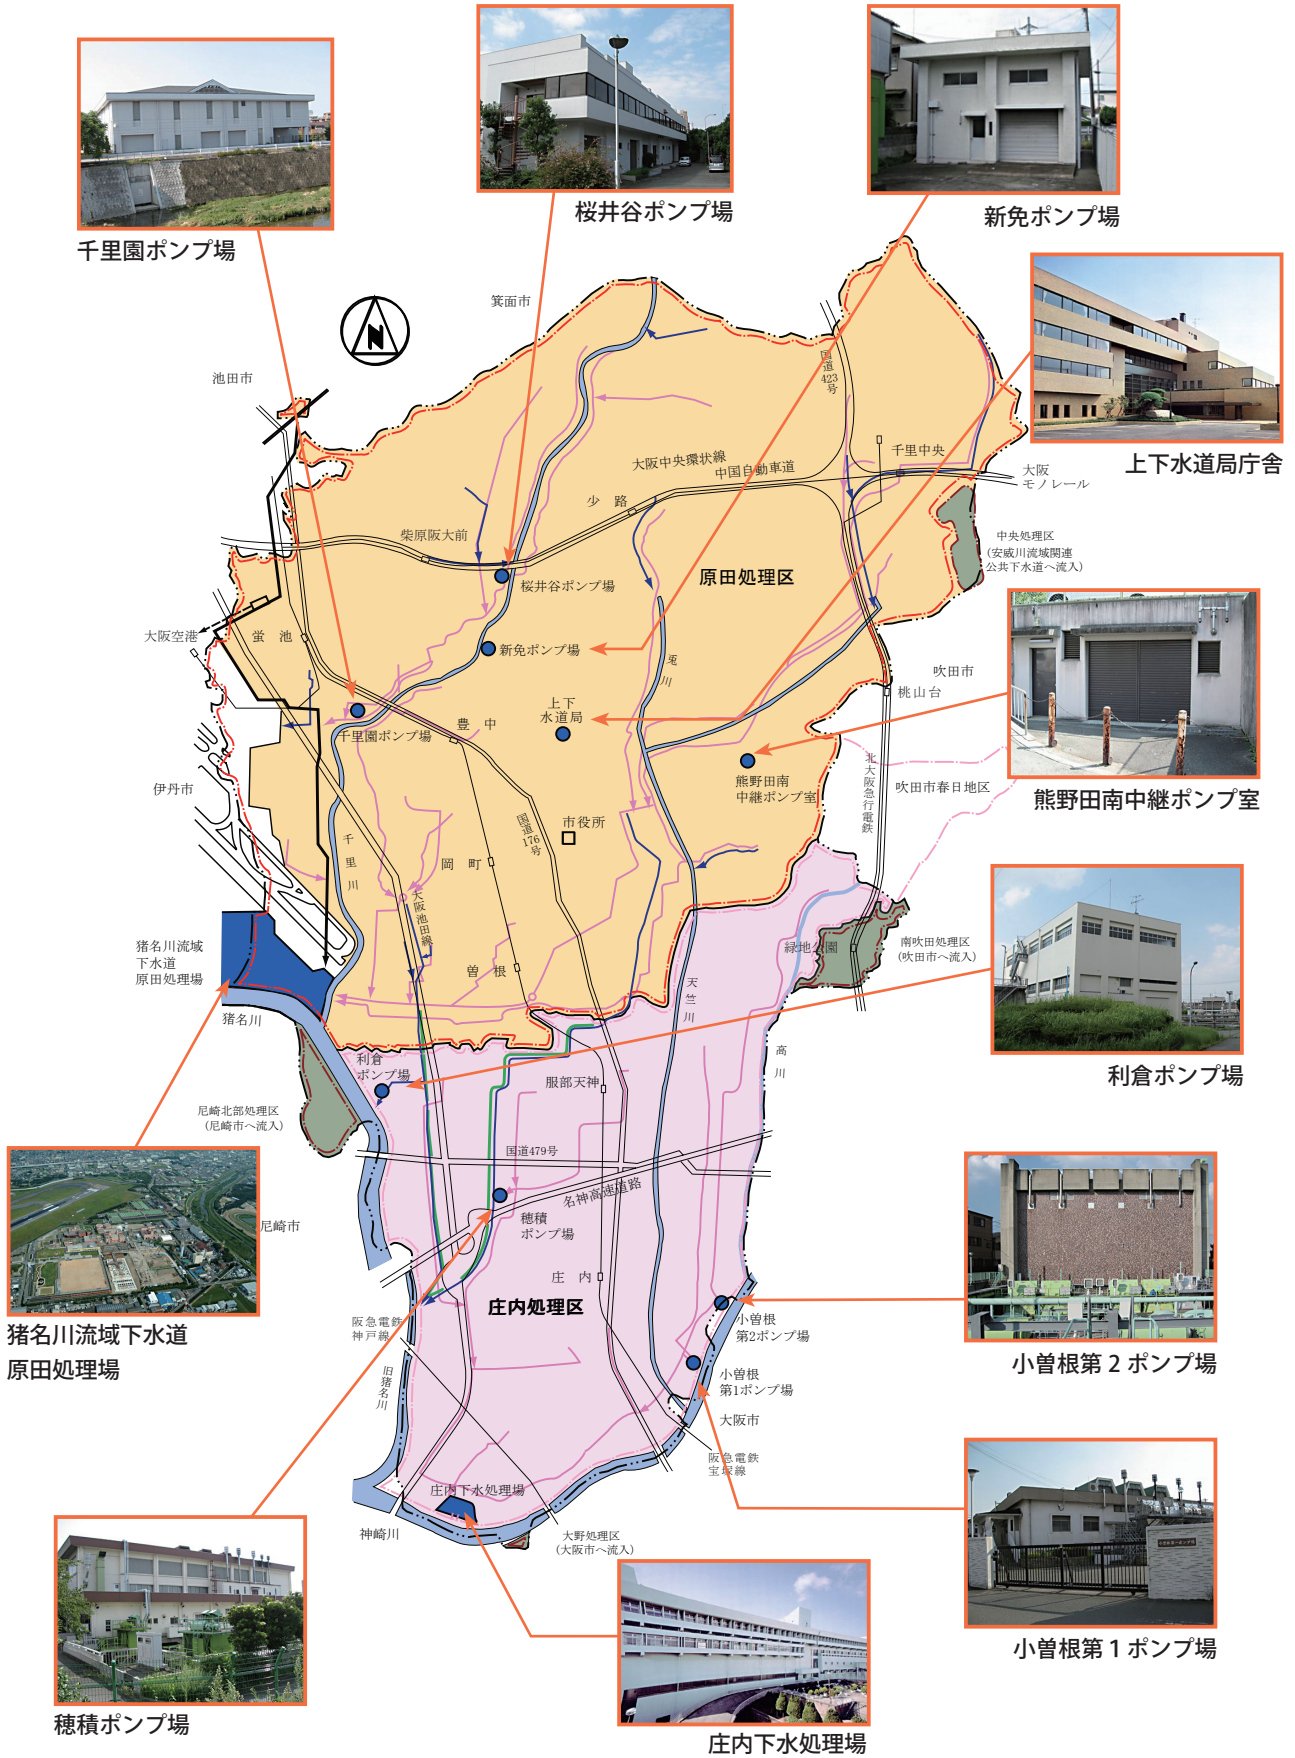 千里園ポンプ場
桜井谷ポンプ場
新免ポンプ場
上下水道局庁舎
熊野田南中継ポンプ室
利倉ポンプ場
小曽根第 2 ポンプ場
小曽根第 1 ポンプ場
庄内下水処理場
穂積ポンプ場
猪名川流域下水道
原田処理場
N
箕面市
池田市
国道
423
号
千里中央
大阪
モノレール
大阪中央環状線
中国自動車道
少 路
柴原阪大前
中央処理区
(安威川流域関連
公共下水道へ流入)
原田処理区
桜井谷ポンプ場
大阪空港
蛍 池
新免ポンプ場
兎川
吹田市
桃山台
上下
水道局
千里園ポンプ場
豊 中
熊野田南
中継ポンプ室
北大阪急行電鉄
吹田市春日地区
伊丹市
千里川
国道
176
号
市役所
岡 町
大阪池田線
猪名川流域
下水道
原田処理場
曽 根
緑地公園
南吹田処理区
(吹田市へ流入)
天竺川
猪名川
高川
利倉
ポンプ場
服部天神
尼崎北部処理区
(尼崎市へ流入)
国道479号
名神高速道路
尼崎市
穂積
ポンプ場
庄 内
庄内処理区
阪急電鉄
神戸線
小曽根
第2ポンプ場
旧猪名川
小曽根
第1ポンプ場
大阪市
阪急電鉄
宝塚線
庄内下水処理場
神崎川
大野処理区
(大阪市へ流入)